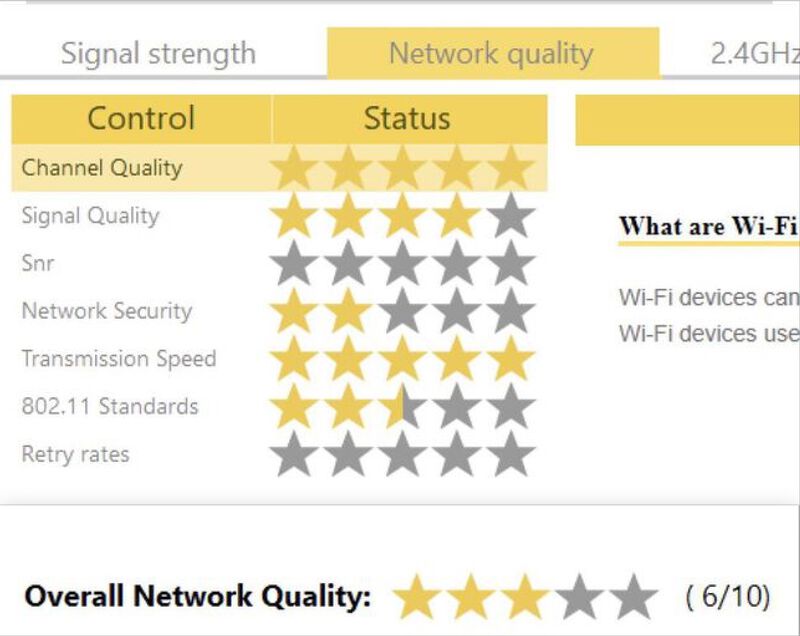 Signal strength Network quality 2.4GHz
Control Status
Channel Quality
Signal Quality
Snr
Network Security
Transmission Speed
802.11 Standards
Retry rates
What are Wi-Fi
Wi-Fi devices can
Wi-Fi devices use
Overall Network Quality: ( 6/10)